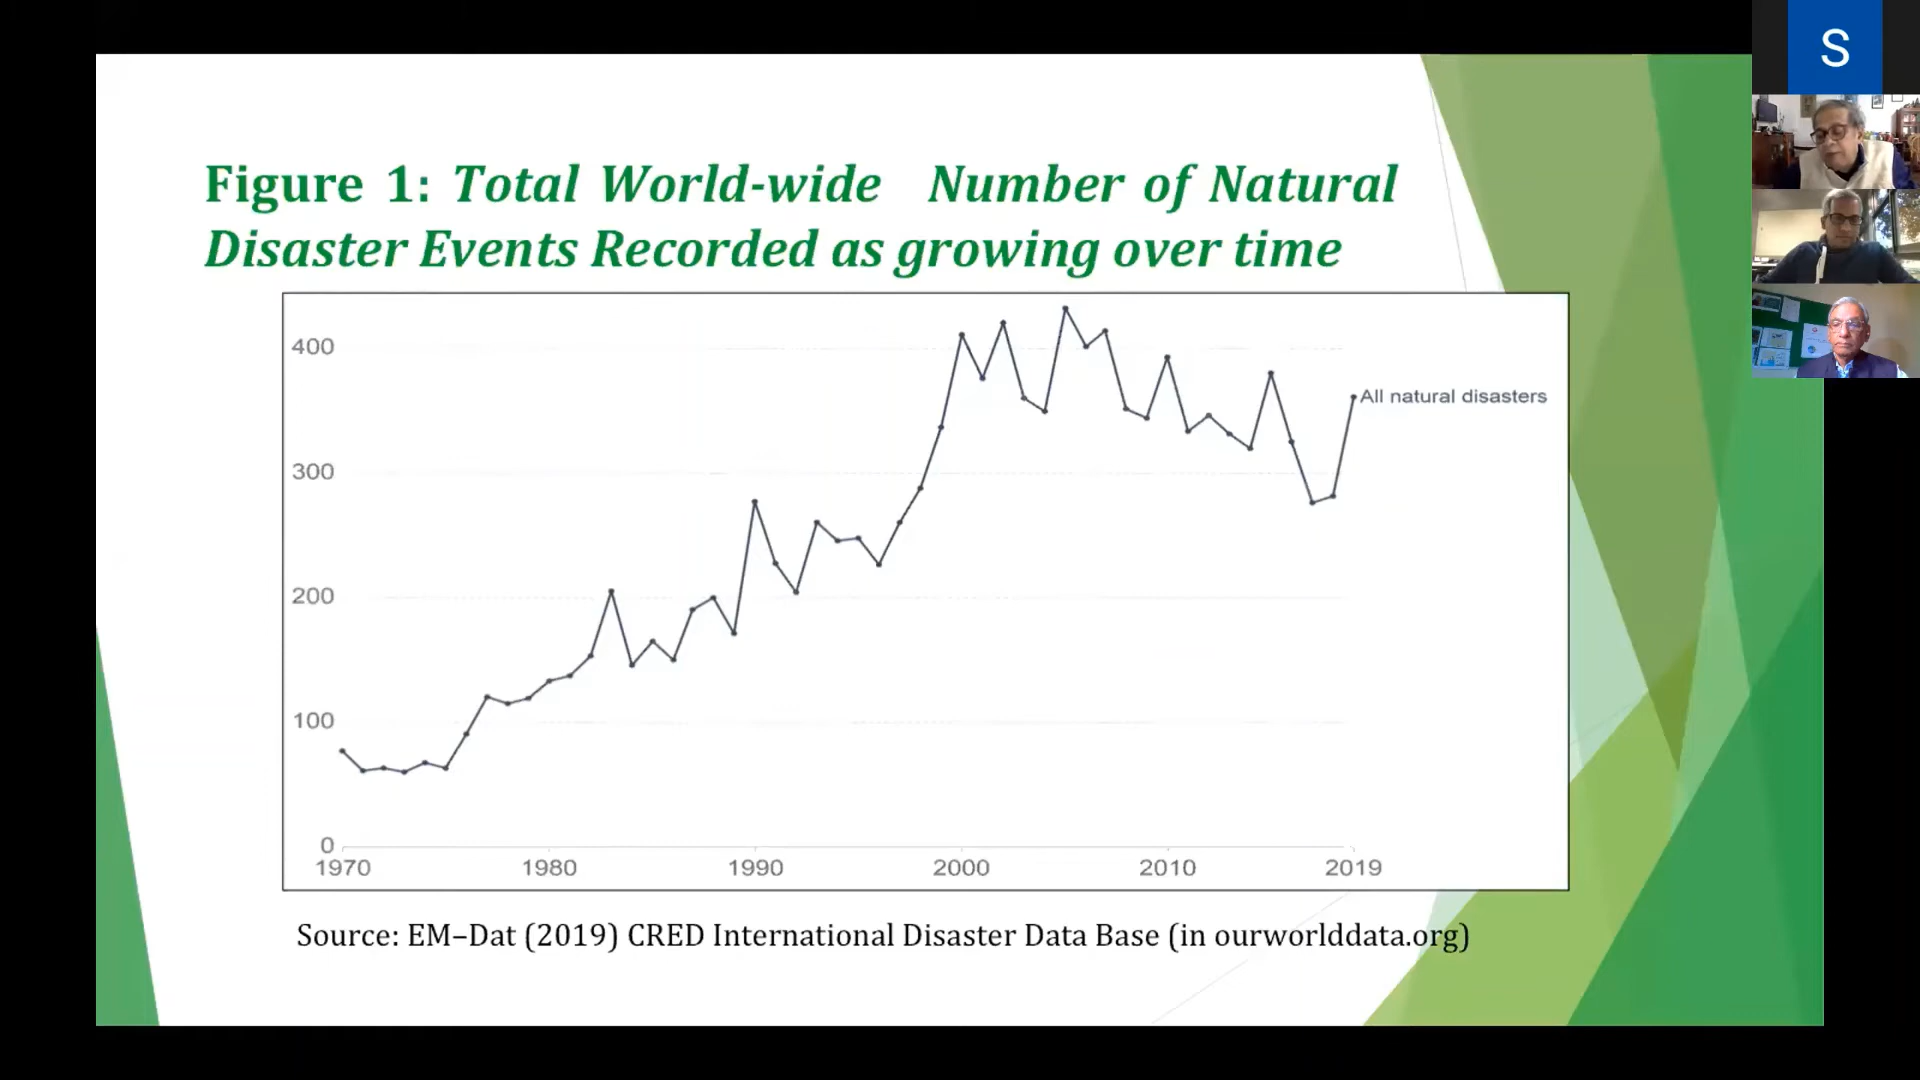 S
Figure 1: Total World-wide Number of Natural
Disaster Events Recorded as growing over time
400
300
200
100
0
All natural disasters
1970 1980 1990 2000 2010 2019
Source: EM–Dat (2019) CRED International Disaster Data Base (in ourworlddata.org)